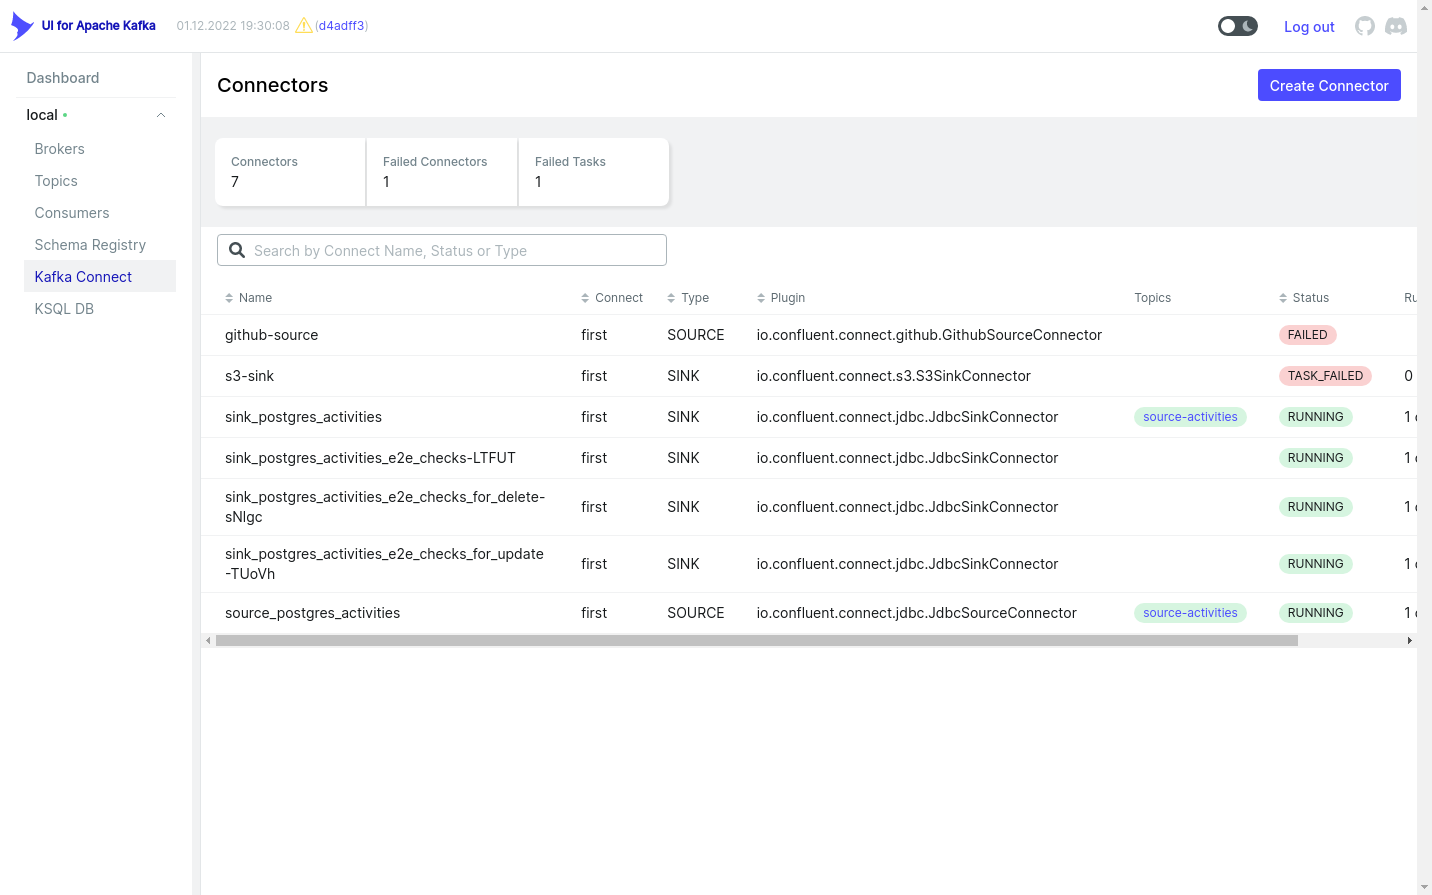 UI for Apache Kafka 01.12.2022 19:30:08 (d4adff3) Log out
Dashboard
local
Brokers
Topics
Consumers
Schema Registry
Kafka Connect
KSQL DB
Connectors
Create Connector
Connectors Failed Connectors Failed Tasks
7 1 1
Search by Connect Name, Status or Type
Name Connect Type Plugin Topics Status
github-source first SOURCE io.confluent.connect.github.GithubSourceConnector FAILED
s3-sink first SINK io.confluent.connect.s3.S3SinkConnector TASK_FAILED 0
sink_postgres_activities first SINK io.confluent.connect.jdbc.JdbcSinkConnector source-activities RUNNING 1
sink_postgres_activities_e2e_checks-LTFUT first SINK io.confluent.connect.jdbc.JdbcSinkConnector RUNNING 1
sink_postgres_activities_e2e_checks_for_delete-
sNlgc first SINK io.confluent.connect.jdbc.JdbcSinkConnector RUNNING 1
sink_postgres_activities_e2e_checks_for_update
-TUoVh first SINK io.confluent.connect.jdbc.JdbcSinkConnector RUNNING 1
source_postgres_activities first SOURCE io.confluent.connect.jdbc.JdbcSourceConnector source-activities RUNNING 1